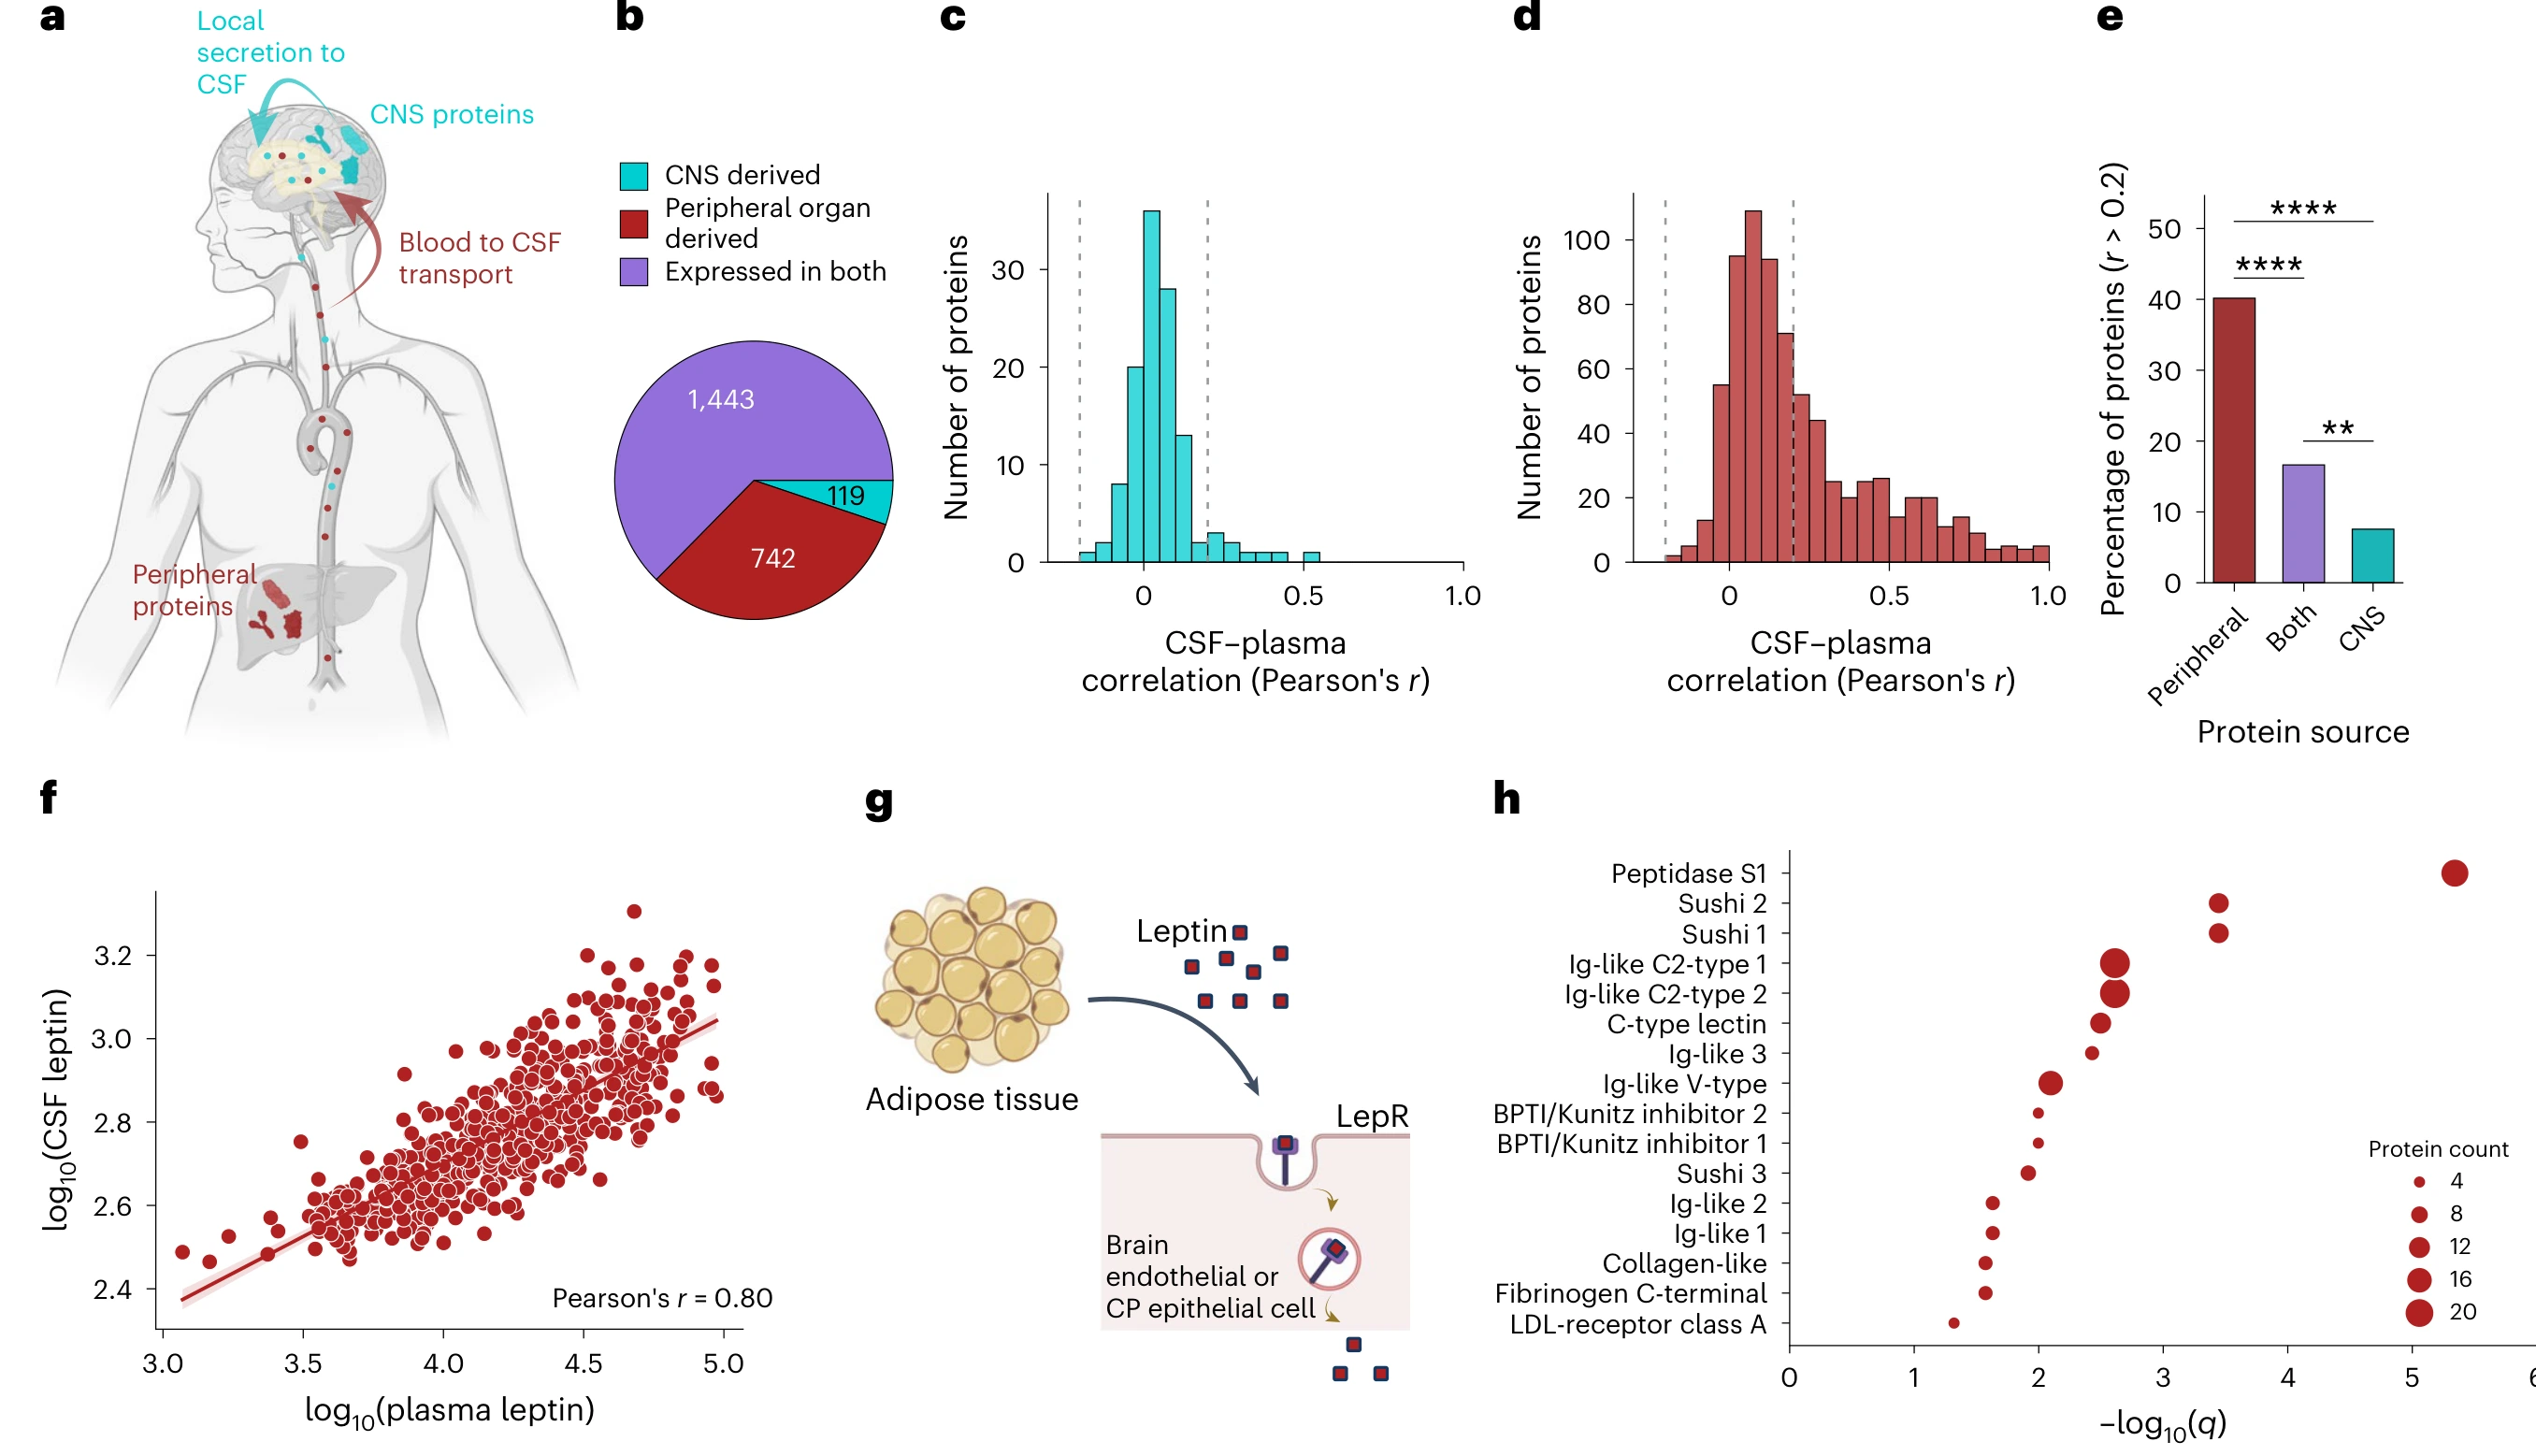 a
Local
secretion to
CSF
CNS proteins
Blood to CSF
transport
Peripheral
proteins
b
CNS derived
Peripheral organ
derived
Expressed in both
1,443
119
742
c
Number of proteins
30
20
10
0
0 0.5 1.0
CSF–plasma
correlation (Pearson's r)
d
Number of proteins
100
80
60
40
20
0
0 0.5 1.0
CSF–plasma
correlation (Pearson's r)
e
Percentage of proteins (r > 0.2)
50
40
30
20
10
0
****
****
**
Peripheral
Both
CNS
Protein source
f
log10(CSF leptin)
3.2
3.0
2.8
2.6
2.4
Pearson's r = 0.80
3.0 3.5 4.0 4.5 5.0
log10(plasma leptin)
g
Leptin
Adipose tissue
LepR
Brain
endothelial or
CP epithelial cell
h
Peptidase S1
Sushi 2
Sushi 1
Ig-like C2-type 1
Ig-like C2-type 2
C-type lectin
Ig-like 3
Ig-like V-type
BPTI/Kunitz inhibitor 2
BPTI/Kunitz inhibitor 1
Sushi 3
Ig-like 2
Ig-like 1
Collagen-like
Fibrinogen C-terminal
LDL-receptor class A
Protein count
4
8
12
16
20
0 1 2 3 4 5
–log10(q)